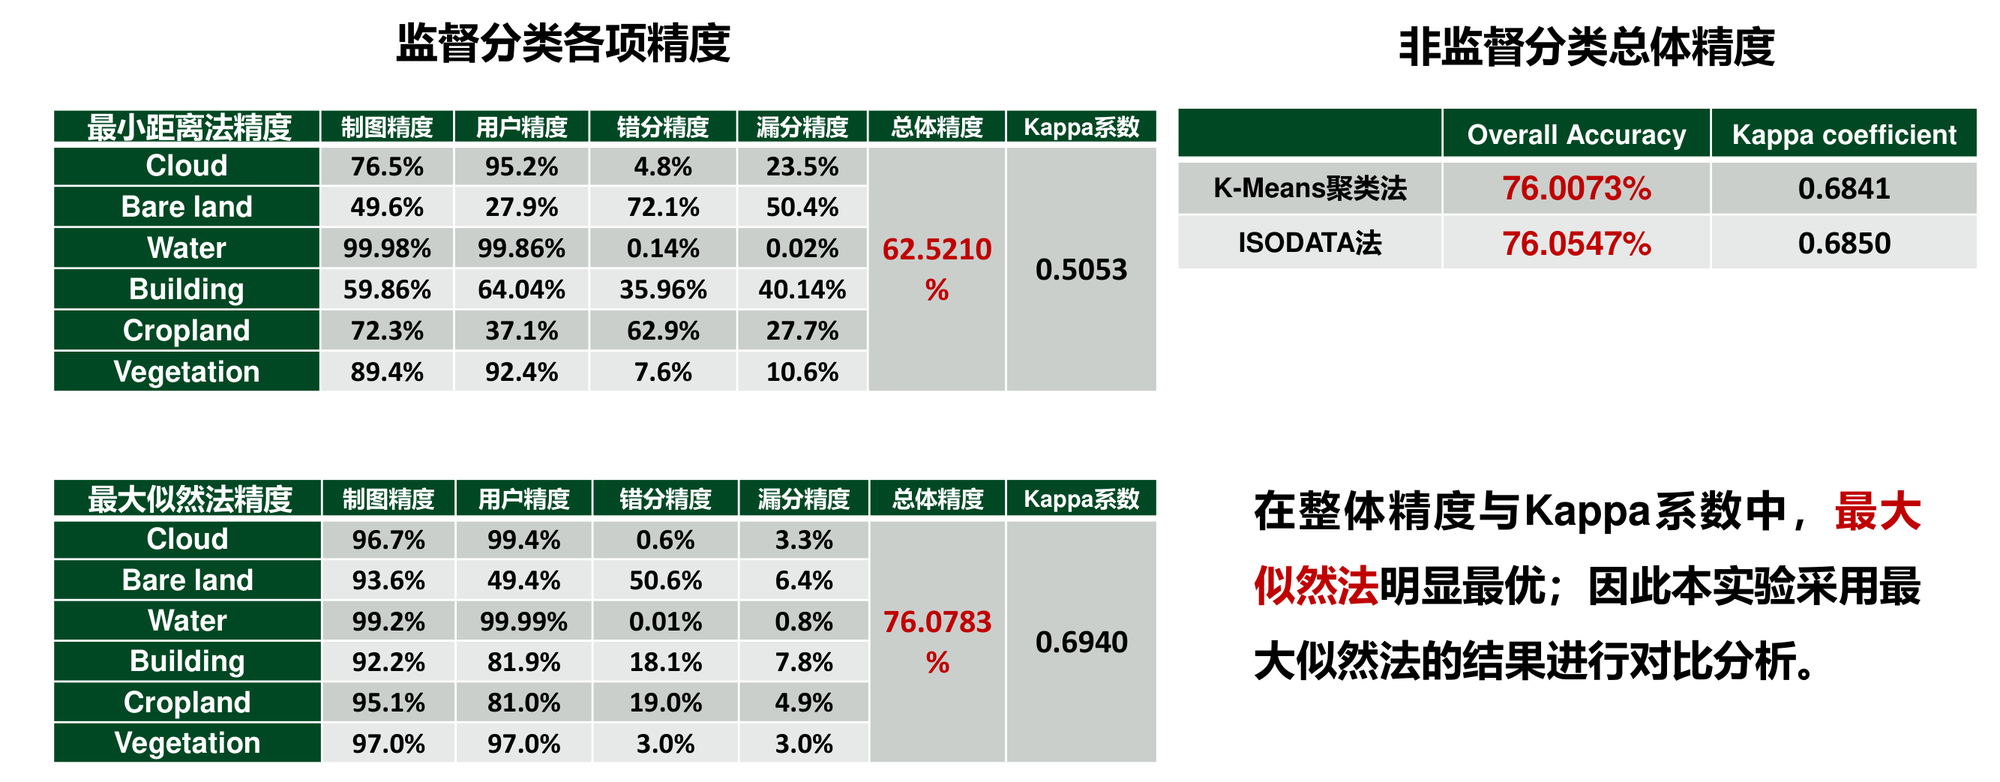 监督分类各项精度
最小距离法精度 制图精度 用户精度 错分精度 漏分精度 总体精度 Kappa系数
Cloud 76.5% 95.2% 4.8% 23.5%
Bare land 49.6% 27.9% 72.1% 50.4%
Water 99.98% 99.86% 0.14% 0.02%
Building 59.86% 64.04% 35.96% 40.14%
Cropland 72.3% 37.1% 62.9% 27.7%
Vegetation 89.4% 92.4% 7.6% 10.6%
62.5210
%
0.5053
最大似然法精度 制图精度 用户精度 错分精度 漏分精度 总体精度 Kappa系数
Cloud 96.7% 99.4% 0.6% 3.3%
Bare land 93.6% 49.4% 50.6% 6.4%
Water 99.2% 99.99% 0.01% 0.8%
Building 92.2% 81.9% 18.1% 7.8%
Cropland 95.1% 81.0% 19.0% 4.9%
Vegetation 97.0% 97.0% 3.0% 3.0%
76.0783
%
0.6940
非监督分类总体精度
Overall Accuracy Kappa coefficient
K-Means聚类法 76.0073% 0.6841
ISODATA法 76.0547% 0.6850
在整体精度与Kappa系数中，最大
似然法明显最优；因此本实验采用最
大似然法的结果进行对比分析。